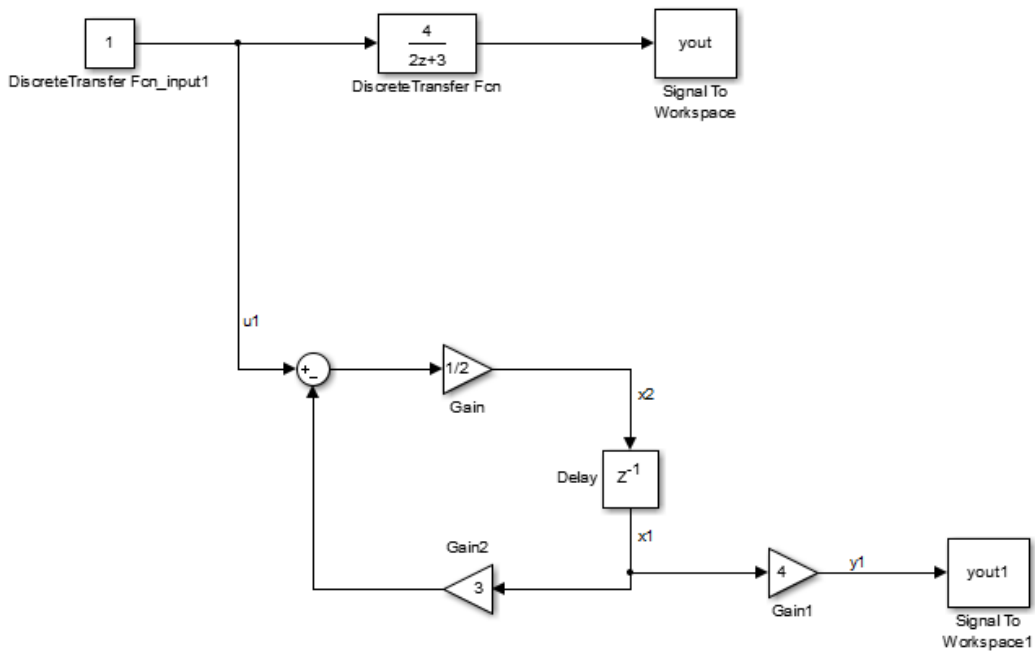 1
DiscreteTransfer Fcn_input1
4
2z+3
DiscreteTransfer Fcn
yout
Signal To
Workspace
u1
+
_
1/2
Gain
x2
Delay
Z-1
x1
Gain2
3
4
Gain1
y1
yout1
Signal To
Workspace1